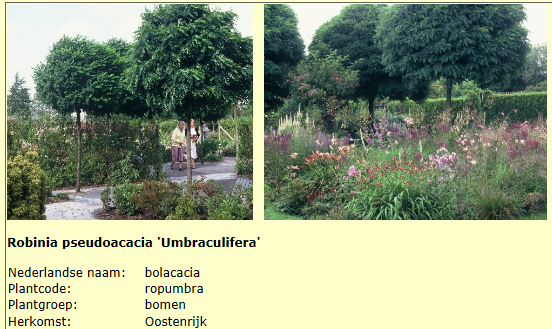 Robinia pseudoacacia 'Umbraculifera'
Nederlandse naam: bolacacia
Plantcode: ropumbra
Plantgroep: bomen
Herkomst: Oostenrijk